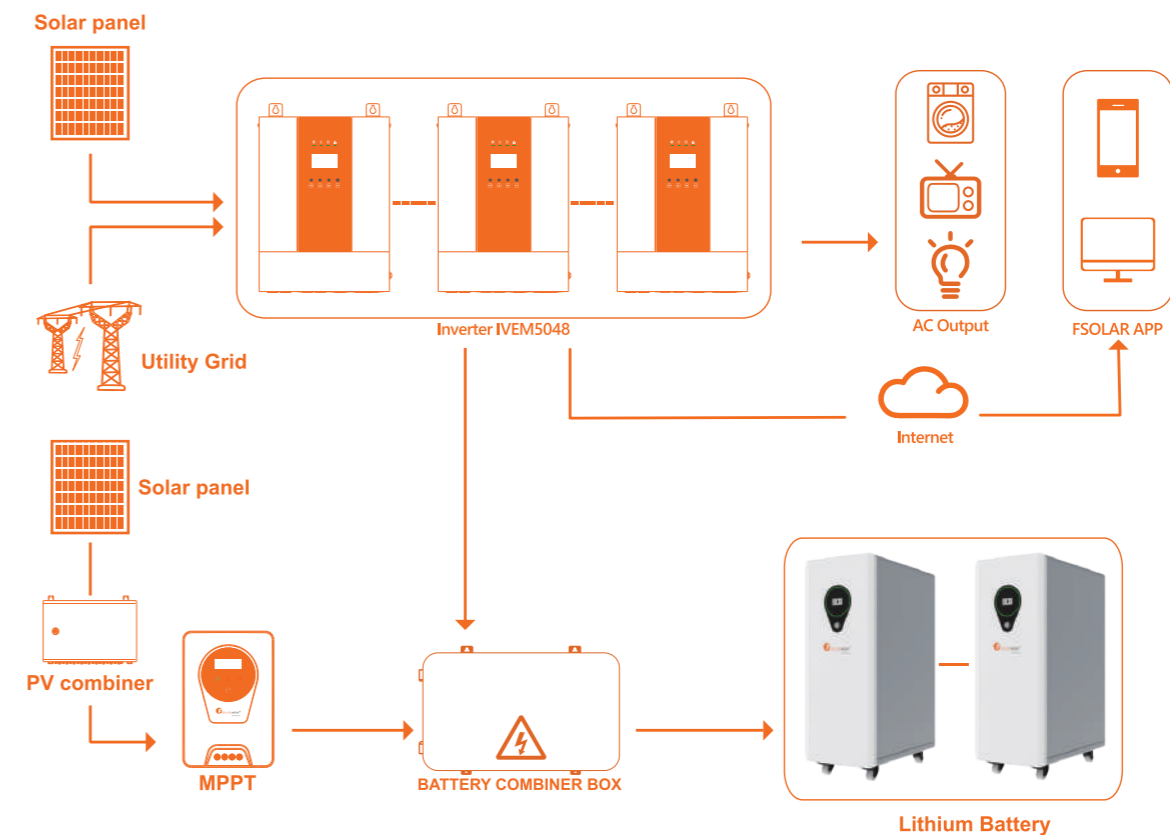 Solar panel
Inverter IVEM5048
AC Output
FSOLAR APP
Utility Grid
Internet
Solar panel
PV combiner
MPPT
BATTERY COMBINER BOX
Lithium Battery